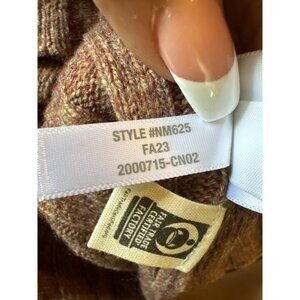 STYLE #NM625
FA23
2000715-CN02
FAIR TRADE
CERTIFIED
FACTORY